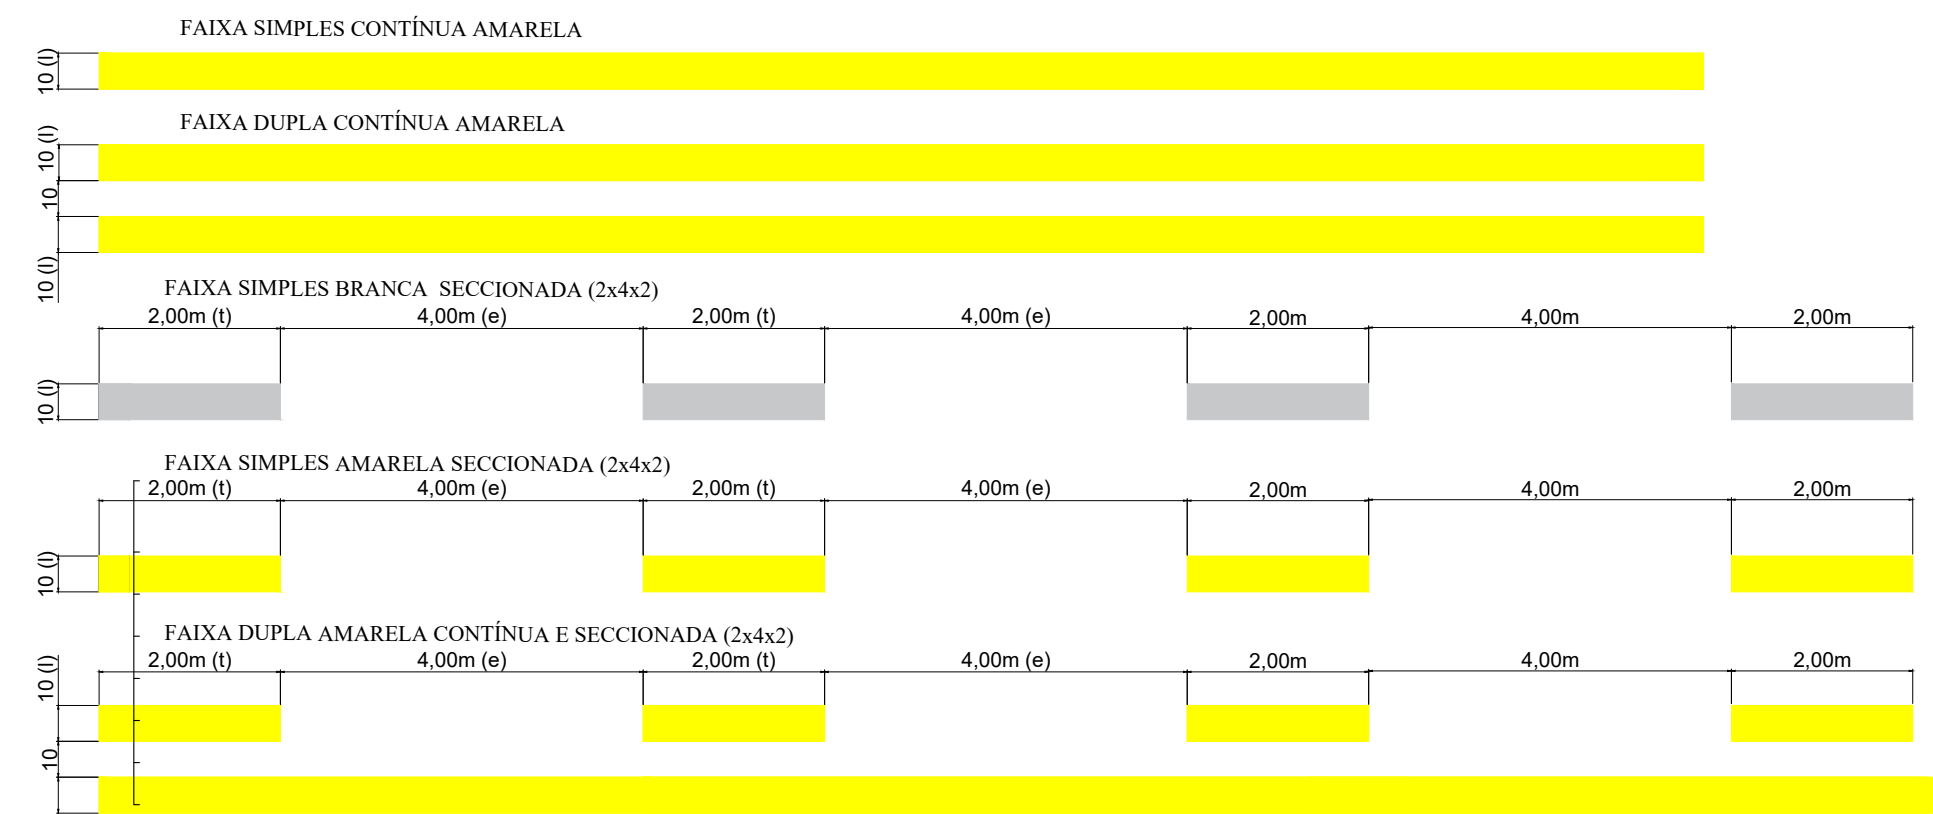 FAIXA SIMPLES CONTÍNUA AMARELA
10 (l)
FAIXA DUPLA CONTÍNUA AMARELA
10 (l)
10
10 (l)
FAIXA SIMPLES BRANCA SECCIONADA (2x4x2)
2,00m (t) 4,00m (e) 2,00m (t) 4,00m (e) 2,00m 4,00m 2,00m
10 (l)
FAIXA SIMPLES AMARELA SECCIONADA (2x4x2)
2,00m (t) 4,00m (e) 2,00m (t) 4,00m (e) 2,00m 4,00m 2,00m
10 (l)
FAIXA DUPLA AMARELA CONTÍNUA E SECCIONADA (2x4x2)
2,00m (t) 4,00m (e) 2,00m (t) 4,00m (e) 2,00m 4,00m 2,00m
10 (l)
10